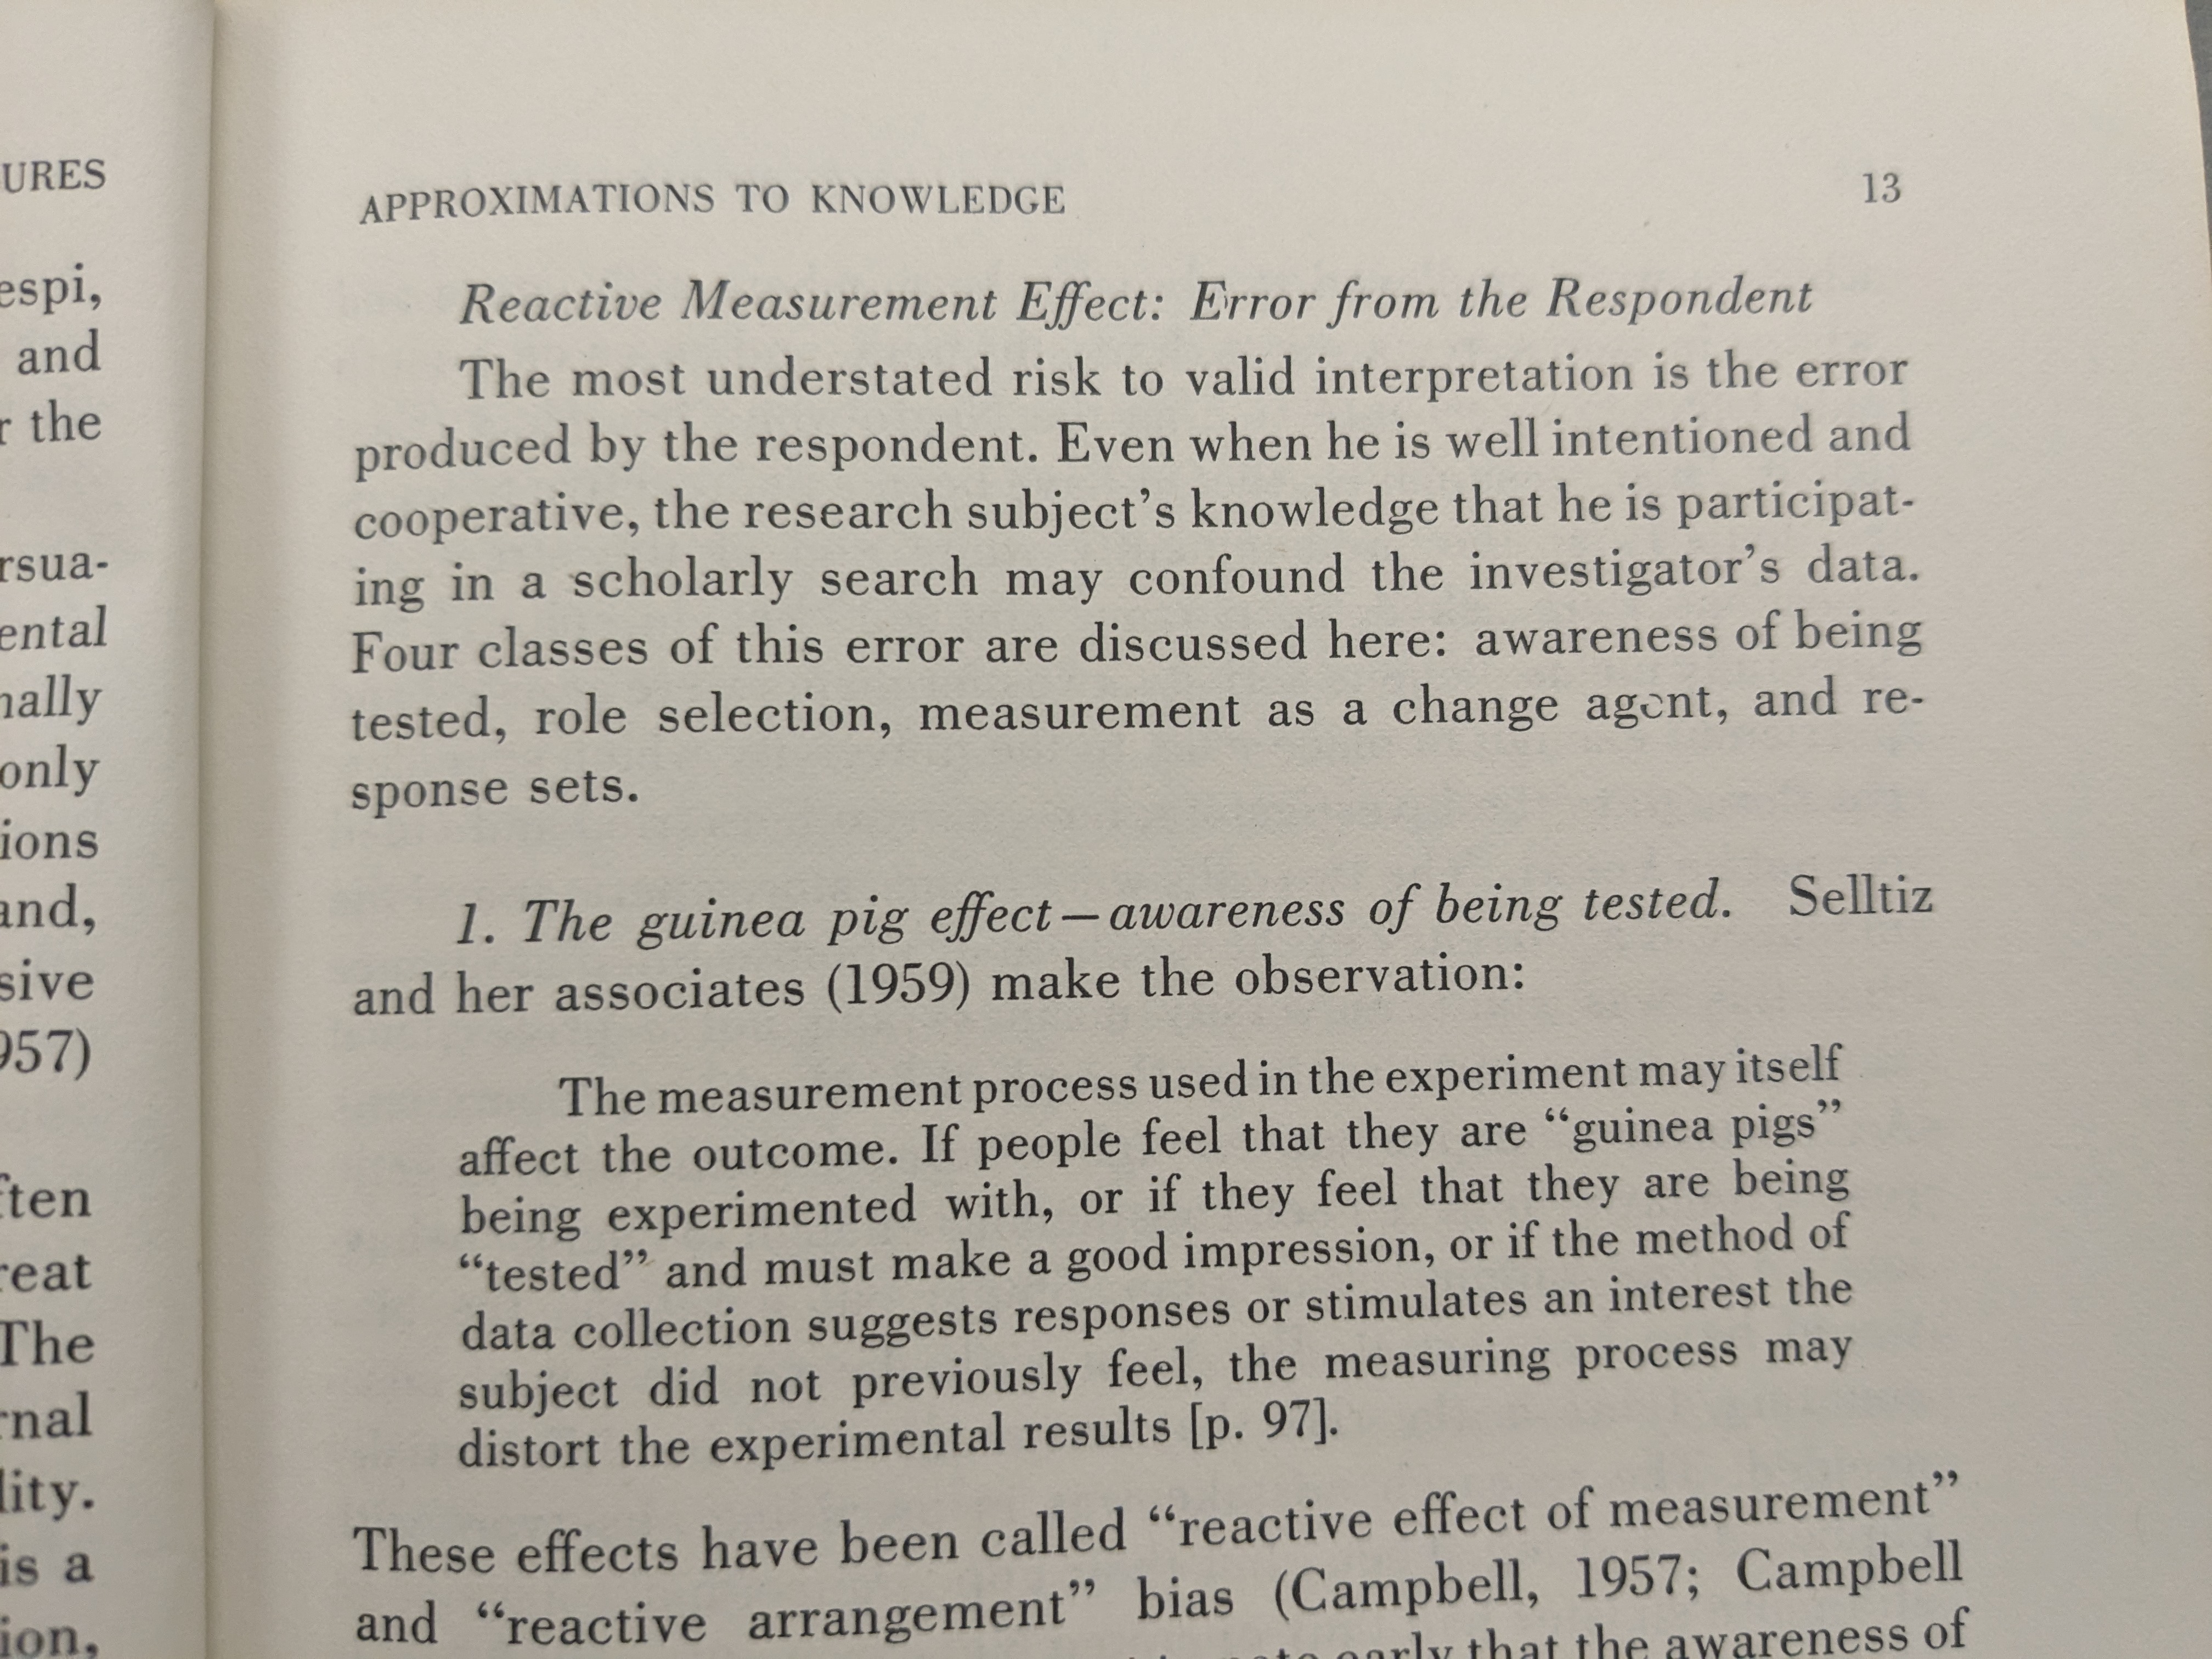 URES
espi,
and
r the
rsua-
ental
nally
only
ions
and,
sive
957)
ften
reat
The
rnal
lity.
is a
ion,
APPROXIMATIONS TO KNOWLEDGE 13
Reactive Measurement Effect: Error from the Respondent
The most understated risk to valid interpretation is the error
produced by the respondent. Even when he is well intentioned and
cooperative, the research subject’s knowledge that he is participat-
ing in a scholarly search may confound the investigator’s data.
Four classes of this error are discussed here: awareness of being
tested, role selection, measurement as a change agent, and re-
sponse sets.
1. The guinea pig effect—awareness of being tested. Selltiz
and her associates (1959) make the observation:
The measurement process used in the experiment may itself
affect the outcome. If people feel that they are “guinea pigs”
being experimented with, or if they feel that they are being
“tested” and must make a good impression, or if the method of
data collection suggests responses or stimulates an interest the
subject did not previously feel, the measuring process may
distort the experimental results [p. 97].
These effects have been called “reactive effect of measurement”
and “reactive arrangement” bias (Campbell, 1957; Campbell
early that the awareness of